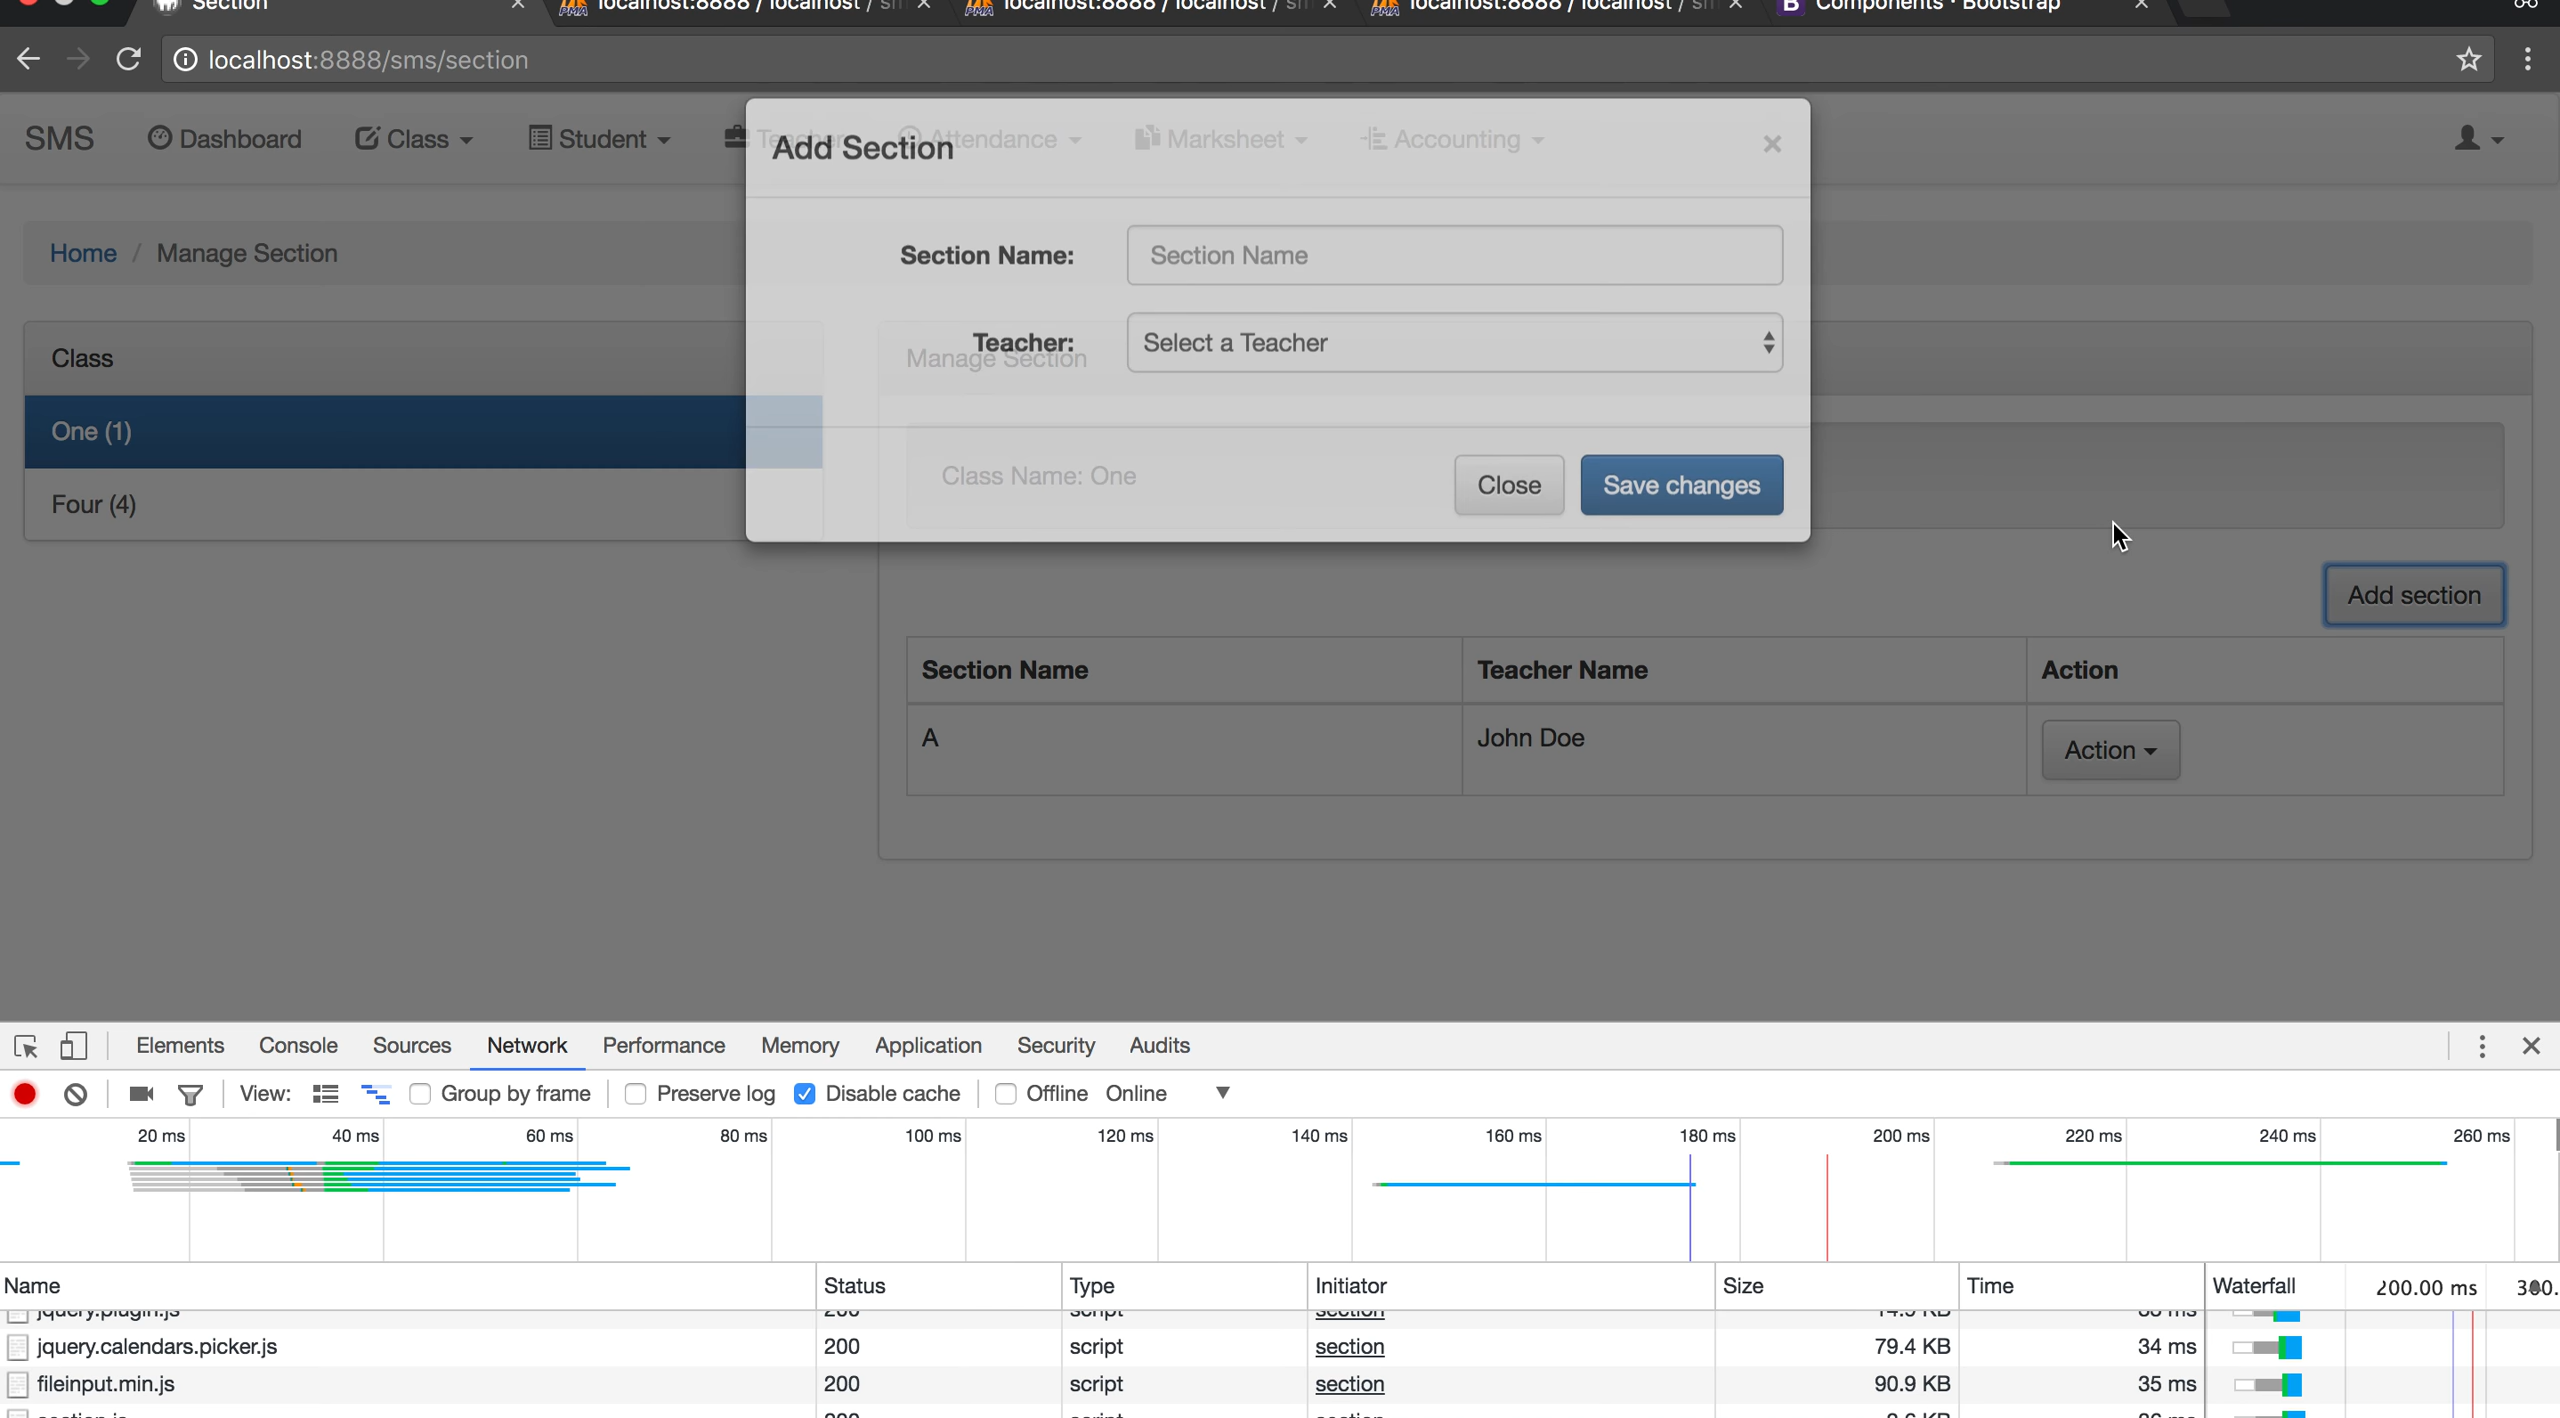 Section
localhost:8888 / localhost / sm
localhost:8888 / localhost / sm
localhost:8888 / localhost / sm
Components · Bootstrap
localhost:8888/sms/section
SMS Dashboard Class Student Teacher Attendance Marksheet Accounting
Add Section
Home / Manage Section
Section Name: Section Name
Teacher: Select a Teacher
Class
Manage Section
One (1)
Four (4)
Class Name: One
Close Save changes
Add section
Section Name Teacher Name Action
A John Doe Action
Elements Console Sources Network Performance Memory Application Security Audits
View: Group by frame Preserve log Disable cache Offline Online
20 ms 40 ms 60 ms 80 ms 100 ms 120 ms 140 ms 160 ms 180 ms 200 ms 220 ms 240 ms 260 ms
Name Status Type Initiator Size Time Waterfall 200.00 ms
jquery.plugin.js 200 script section
jquery.calendars.picker.js 200 script section 79.4 KB 34 ms
fileinput.min.js 200 script section 90.9 KB 35 ms